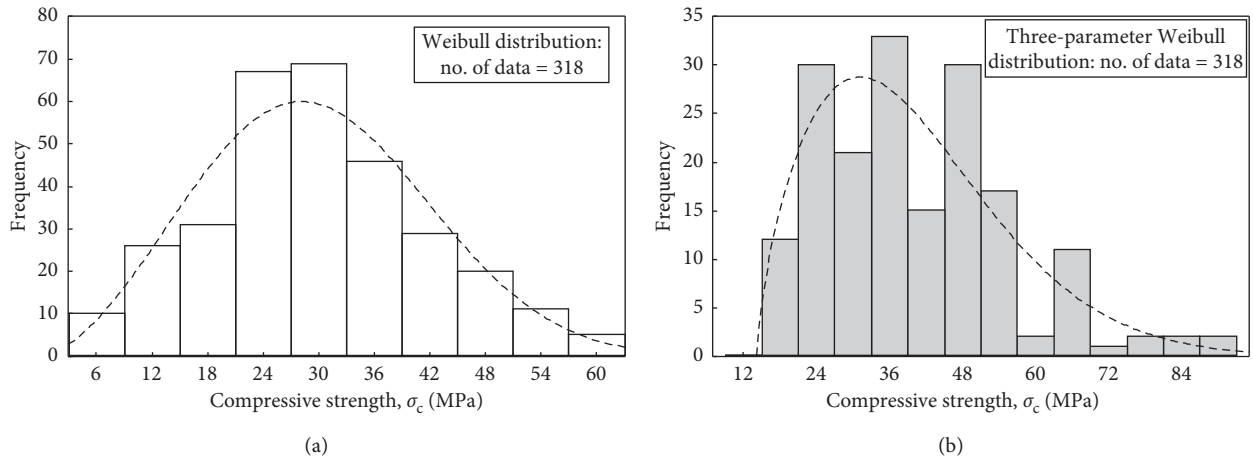 80
70
60
50
40
30
20
10
0
Frequency
Weibull distribution:
no. of data = 318
6 12 18 24 30 36 42 48 54 60
Compressive strength, σc (MPa)
(a)
35
30
25
20
15
10
5
0
Frequency
Three-parameter Weibull
distribution: no. of data = 318
12 24 36 48 60 72 84
Compressive strength, σc (MPa)
(b)